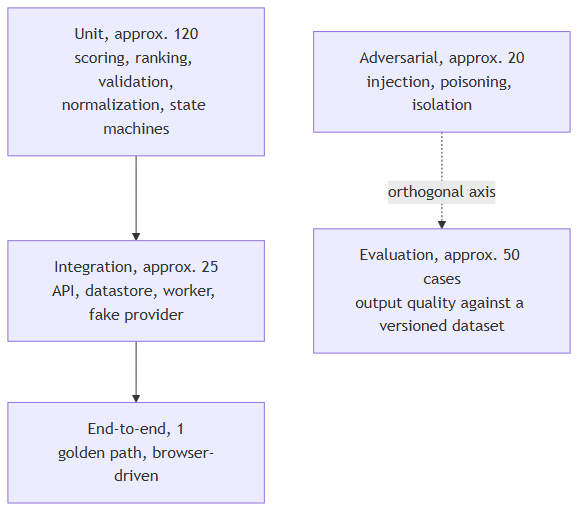 Unit, approx. 120
scoring, ranking,
validation,
normalization, state
machines
Adversarial, approx. 20
injection, poisoning,
isolation
orthogonal axis
Integration, approx. 25
API, datastore, worker,
fake provider
Evaluation, approx. 50
cases
output quality against a
versioned dataset
End-to-end, 1
golden path, browser-
driven